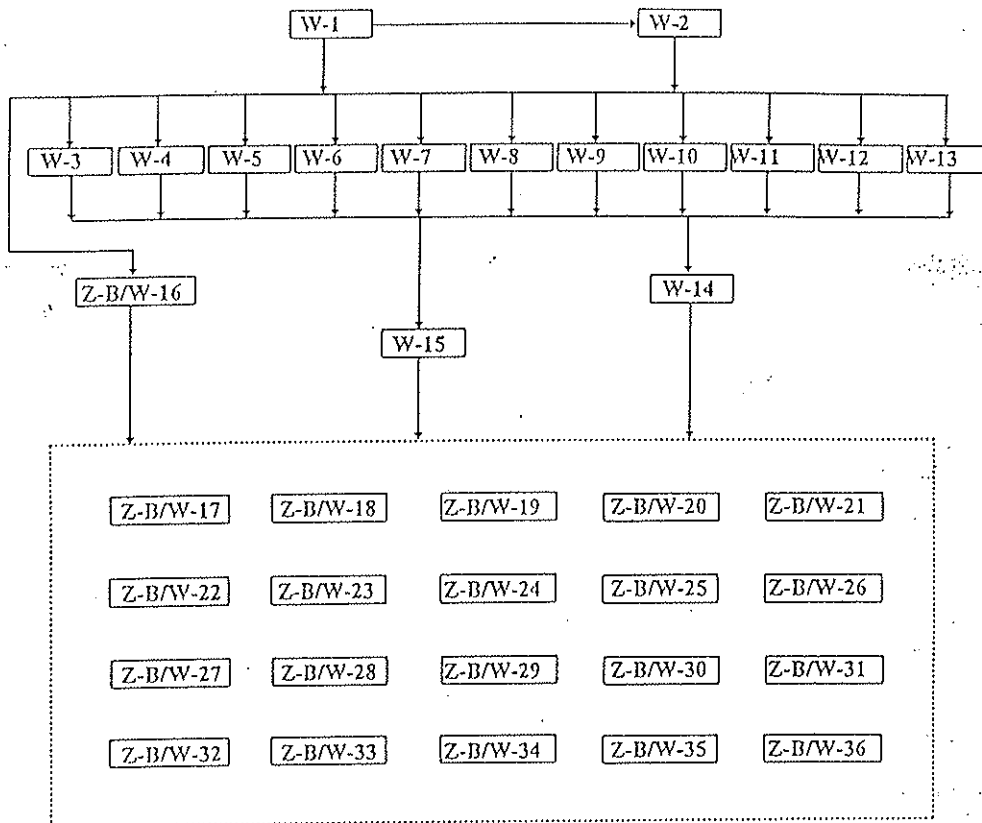 W-1 W-2
W-3 W-4 W-5 W-6 W-7 W-8 W-9 W-10 W-11 W-12 W-13
Z-B/W-16 W-14
W-15
Z-B/W-17 Z-B/W-18 Z-B/W-19 Z-B/W-20 Z-B/W-21
Z-B/W-22 Z-B/W-23 Z-B/W-24 Z-B/W-25 Z-B/W-26
Z-B/W-27 Z-B/W-28 Z-B/W-29 Z-B/W-30 Z-B/W-31
Z-B/W-32 Z-B/W-33 Z-B/W-34 Z-B/W-35 Z-B/W-36